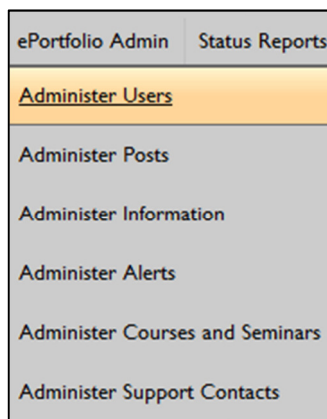 ePortfolio Admin Status Reports
Administer Users
Administer Posts
Administer Information
Administer Alerts
Administer Courses and Seminars
Administer Support Contacts